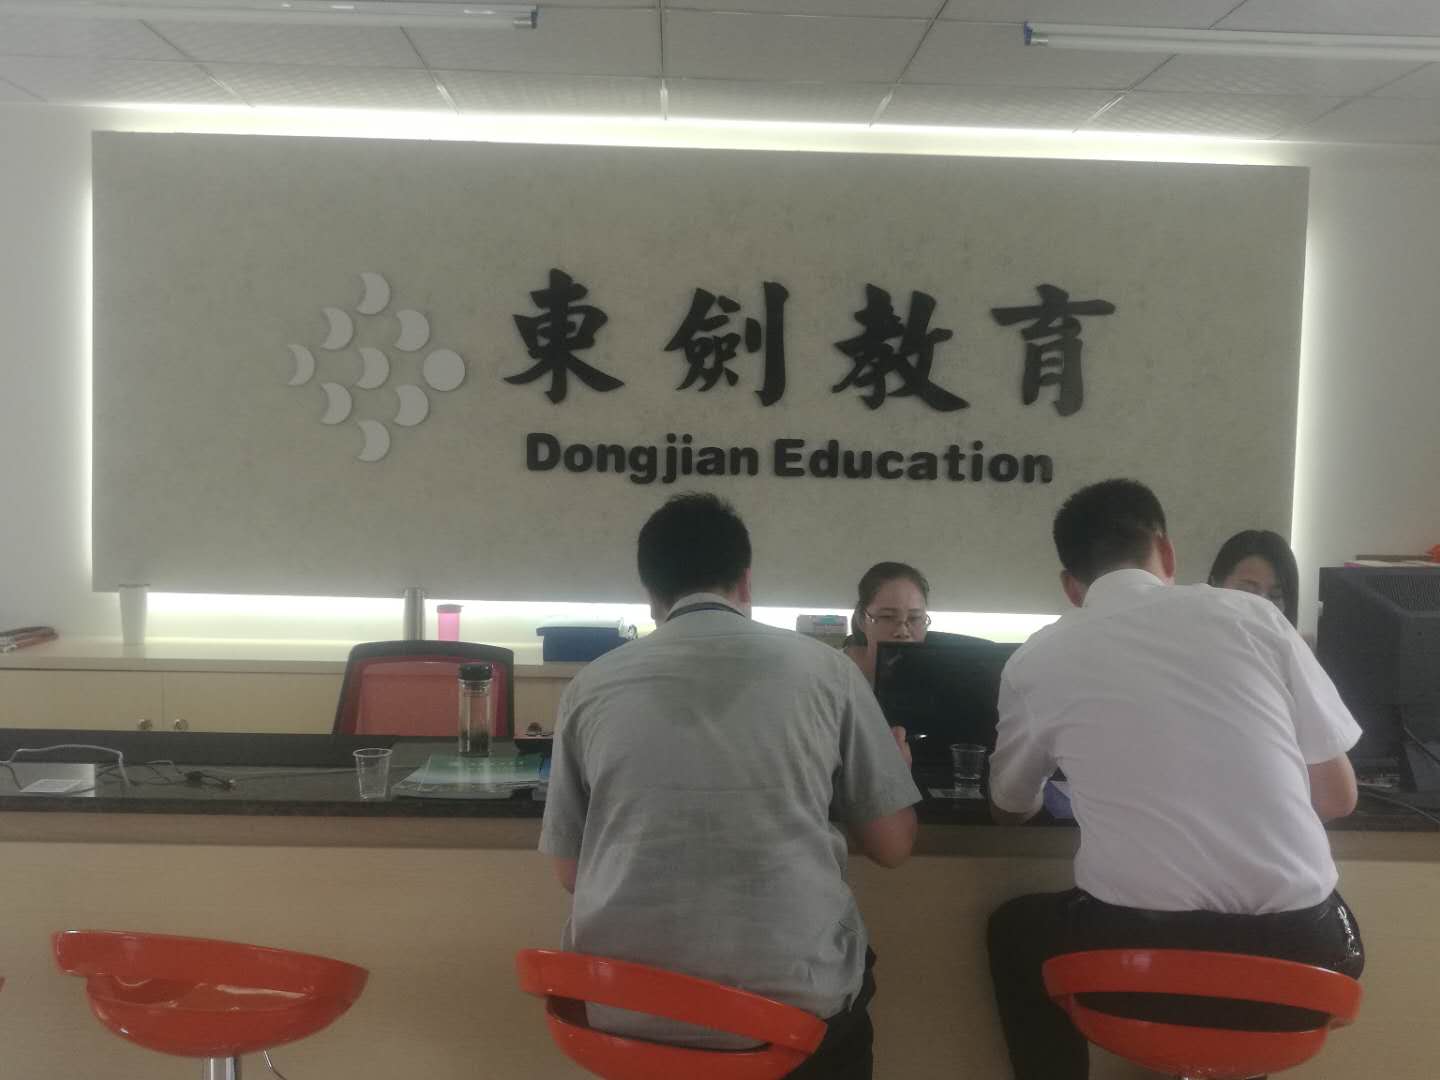 東劍教育
Dongjian Education